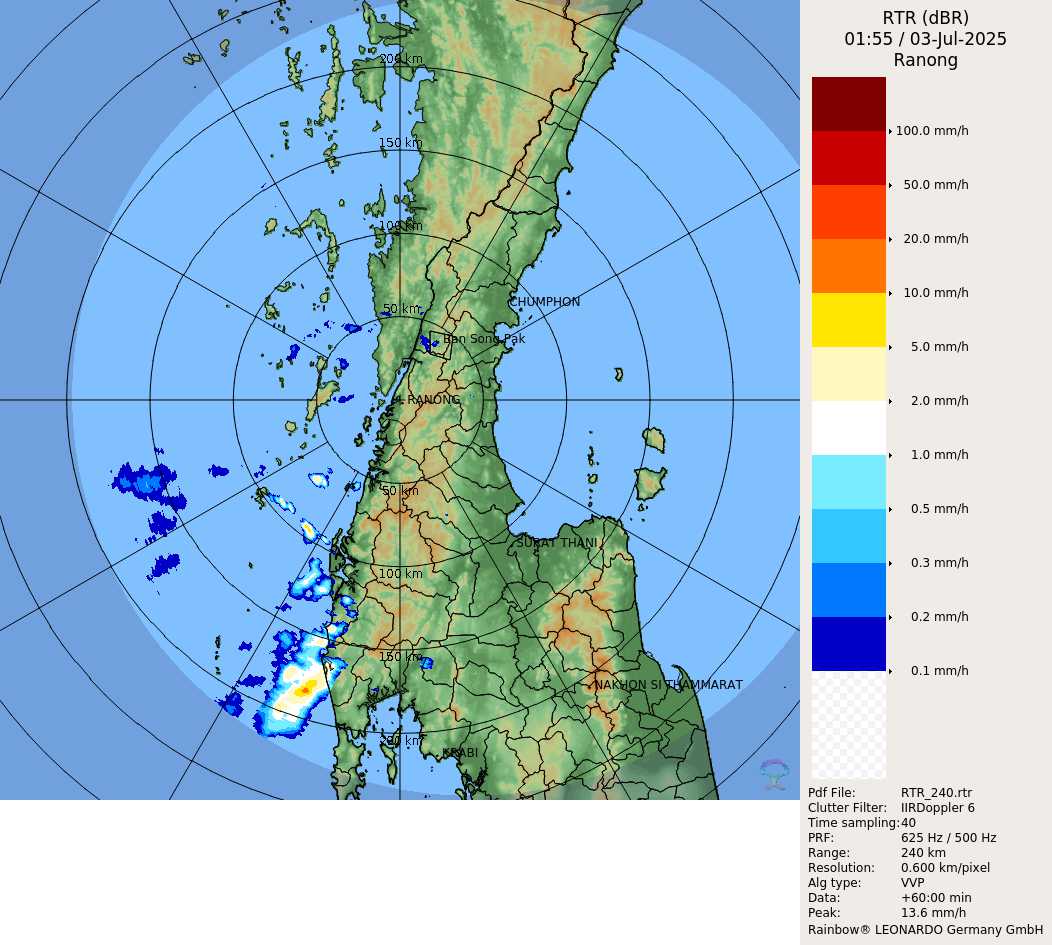 RTR (dBR)
01:55 / 03-Jul-2025
Ranong
200 km
150 km
100 km
50 km
CHUMPHON
Ban Song Pak
RANONG
50 km
SURAT THANI
100 km
150 km
NAKHON SI THAMMARAT
200 km
KRABI
100.0 mm/h
50.0 mm/h
20.0 mm/h
10.0 mm/h
5.0 mm/h
2.0 mm/h
1.0 mm/h
0.5 mm/h
0.3 mm/h
0.2 mm/h
0.1 mm/h
Pdf File: RTR_240.rtr
Clutter Filter: IIRDoppler 6
Time sampling:40
PRF: 625 Hz / 500 Hz
Range: 240 km
Resolution: 0.600 km/pixel
Alg type: VVP
Data: +60:00 min
Peak: 13.6 mm/h
Rainbow® LEONARDO Germany GmbH